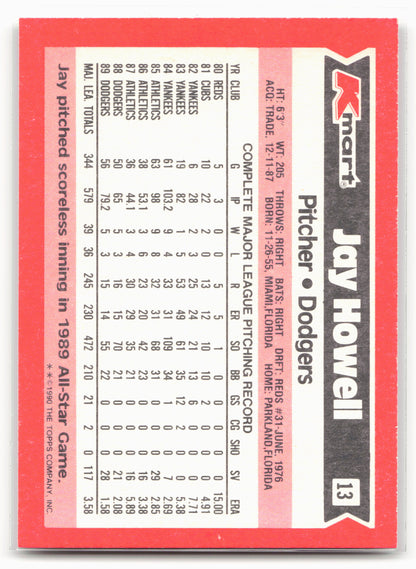 Kmart
Jay Howell
13
Pitcher • Dodgers
HT: 6'3" WT: 205 THROWS: RIGHT BATS: RIGHT DRFT: REDS #31-JUNE, 1976
ACQ: TRADE, 12-11-87 BORN: 11-26-55, MIAMI, FLORIDA HOME: PARKLAND, FLORIDA
COMPLETE MAJOR LEAGUE PITCHING RECORD
YR CLUB G IP W L R ER SO BB GS CG SHO SV ERA
80 REDS 5 3 0 0 5 5 1 0 0 0 0 0 15.00
81 CUBS 10 22 2 0 13 12 10 10 2 0 0 0 4.91
82 YANKEES 6 28 2 3 25 24 21 13 6 0 0 0 7.71
83 YANKEES 19 82 1 5 53 49 61 35 12 2 0 0 5.38
84 YANKEES 61 103.2 9 4 33 31 109 34 1 0 0 7 2.69
85 ATHLETICS 63 98 9 8 32 31 68 31 0 0 0 29 2.85
86 ATHLETICS 38 53.1 3 6 23 20 42 23 0 0 0 16 3.38
87 ATHLETICS 36 44.1 3 4 30 29 35 21 0 0 0 16 5.89
88 DODGERS 50 65 5 3 16 15 70 21 0 0 0 21 2.08
89 DODGERS 56 79.2 5 3 15 14 55 22 0 0 0 28 1.58
MAJ. LEA. TOTALS 344 579 39 36 245 230 472 210 21 2 0 117 3.58
Jay pitched scoreless inning in 1989 All-Star Game.
**©1990 THE TOPPS COMPANY, INC.